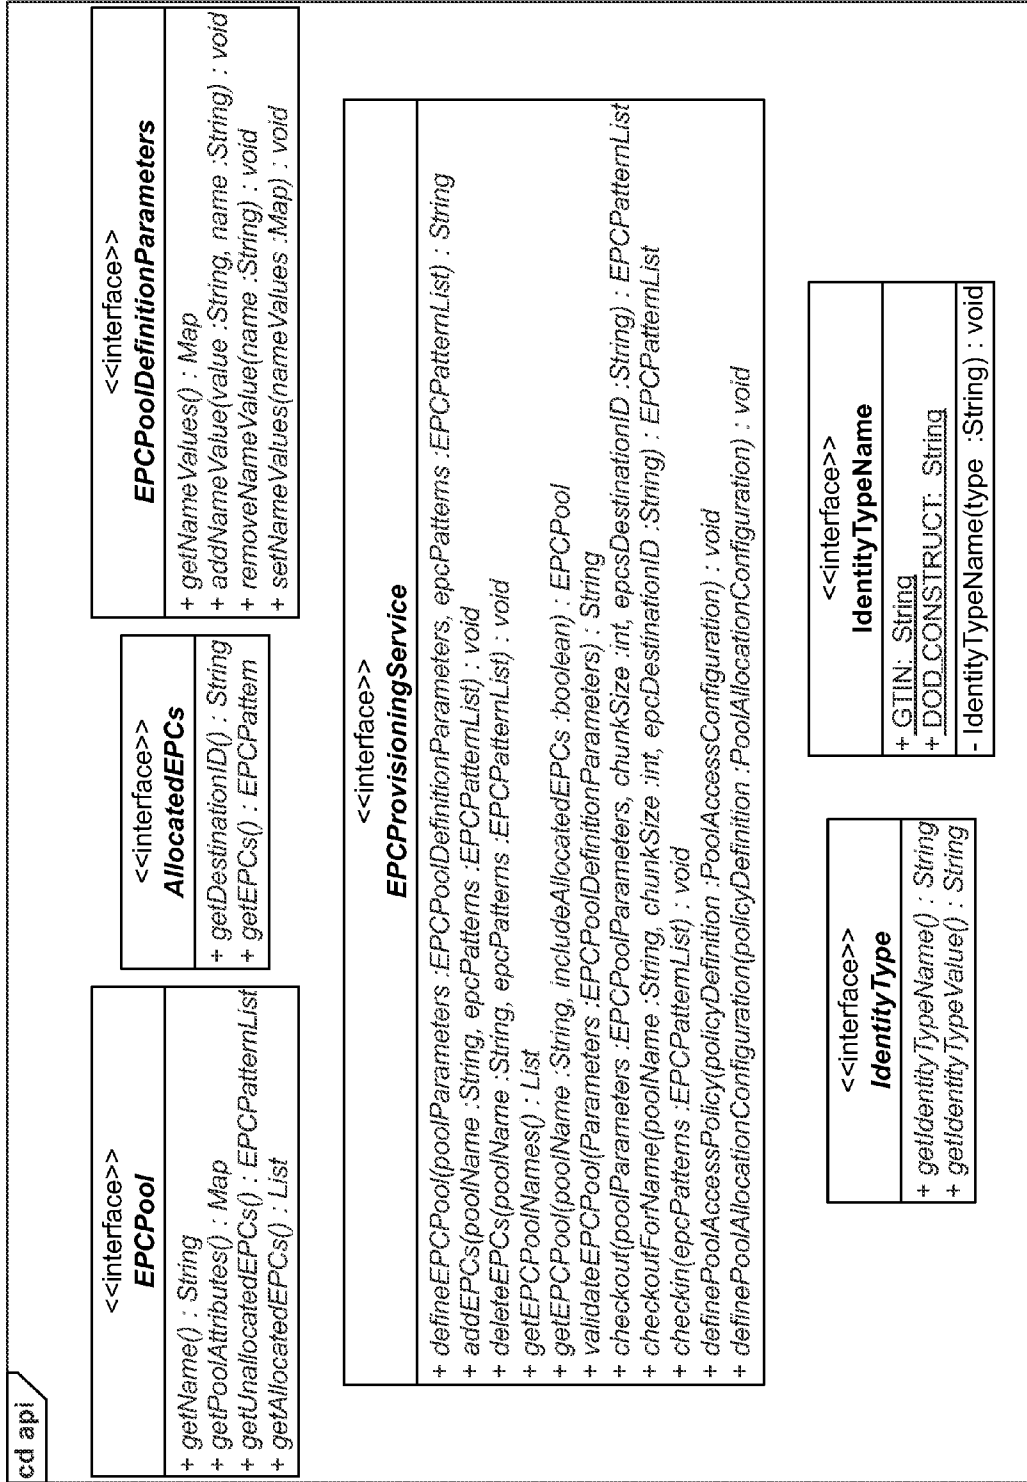 cd api
<<interface>>
EPCPool
+ getName() : String
+ getPoolAttributes() : Map
+ getUnallocatedEPCs() : EPCPatternList
+ getAllocatedEPCs() : List
<<interface>>
AllocatedEPCs
+ getDestinationID() : String
+ getEPCs() : EPCPattern
<<interface>>
EPCPoolDefinitionParameters
+ getNameValues() : Map
+ addNameValue(value :String, name :String) : void
+ removeNameValue(name :String) : void
+ setNameValues(nameValues :Map) : void
<<interface>>
EPCProvisioningService
+ defineEPCPool(poolParameters :EPCPoolDefinitionParameters, epcPatterns :EPCPatternList) : String
+ addEPCs(poolName :String, epcPatterns :EPCPatternList) : void
+ deleteEPCs(poolName :String, epcPatterns :EPCPatternList) : void
+ getEPCPoolNames() : List
+ getEPCPool(poolName :String, includeAllocatedEPCs :boolean) : EPCPool
+ validateEPCPool(Parameters :EPCPoolDefinitionParameters) : String
+ checkout(poolParameters :EPCPoolParameters, chunkSize :int, epcsDestinationID :String) : EPCPatternList
+ checkoutForName(poolName :String, chunkSize :int, epcDestinationID :String) : EPCPatternList
+ checkin(epcPatterns :EPCPatternList) : void
+ definePoolAccessPolicy(policyDefinition :PoolAccessConfiguration) : void
+ definePoolAllocationConfiguration(policyDefinition :PoolAllocationConfiguration) : void
<<interface>>
IdentityType
+ getIdentityTypeName() : String
+ getIdentityTypeValue() : String
<<interface>>
IdentityTypeName
+ GTIN: String
+ DOD_CONSTRUCT: String
- IdentityTypeName(type :String) : void